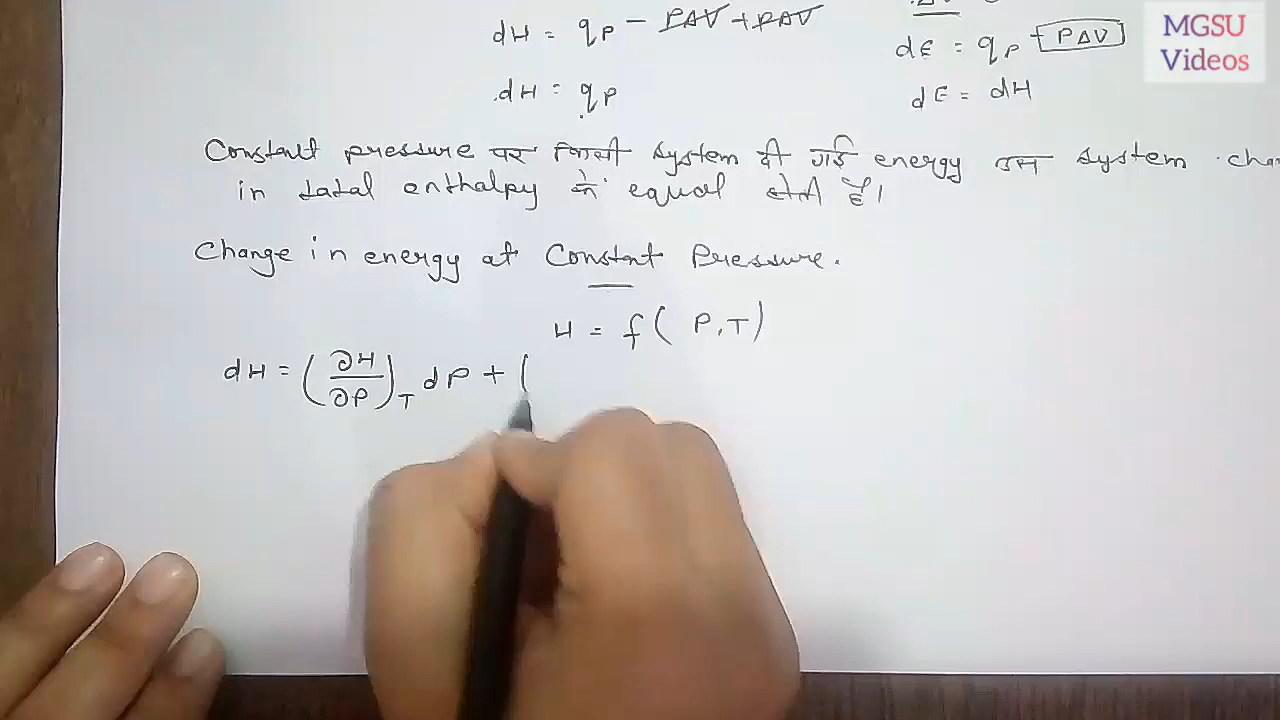 dH = qP - PΔV + PΔV
dE = qP + PΔV
dH = qP
dE = dH
Constant pressure पर किसी system दी गई energy उस system cha
in total enthalpy के equal होती है।
Change in energy at Constant Pressure.
H = f( P,T)
dH = (∂H/∂P)T dP + (
MGSU
Videos